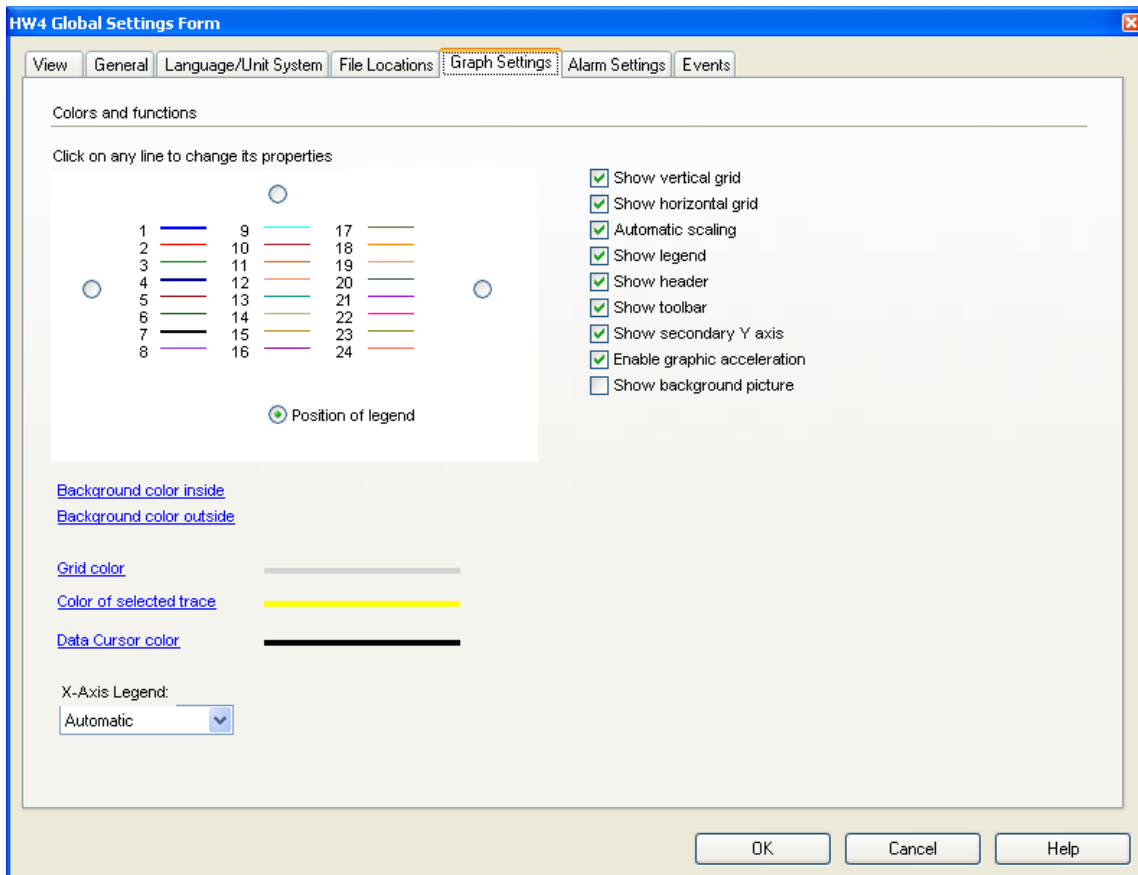 HW4 Global Settings Form
View General Language/Unit System File Locations Graph Settings Alarm Settings Events
Colors and functions
Click on any line to change its properties
1 9 17
2 10 18
3 11 19
4 12 20
5 13 21
6 14 22
7 15 23
8 16 24
Position of legend
Show vertical grid
Show horizontal grid
Automatic scaling
Show legend
Show header
Show toolbar
Show secondary Y axis
Enable graphic acceleration
Show background picture
Background color inside
Background color outside
Grid color
Color of selected trace
Data Cursor color
X-Axis Legend:
Automatic
OK Cancel Help